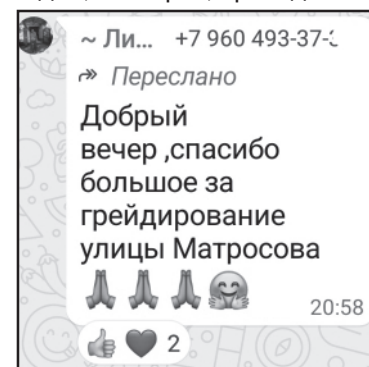 ~ Ли... +7 960 493-37-
Переслано
Добрый
вечер ,спасибо
большое за
грейдирование
улицы Матросова
🙏🙏🙏🤗
20:58
👍🖤 2